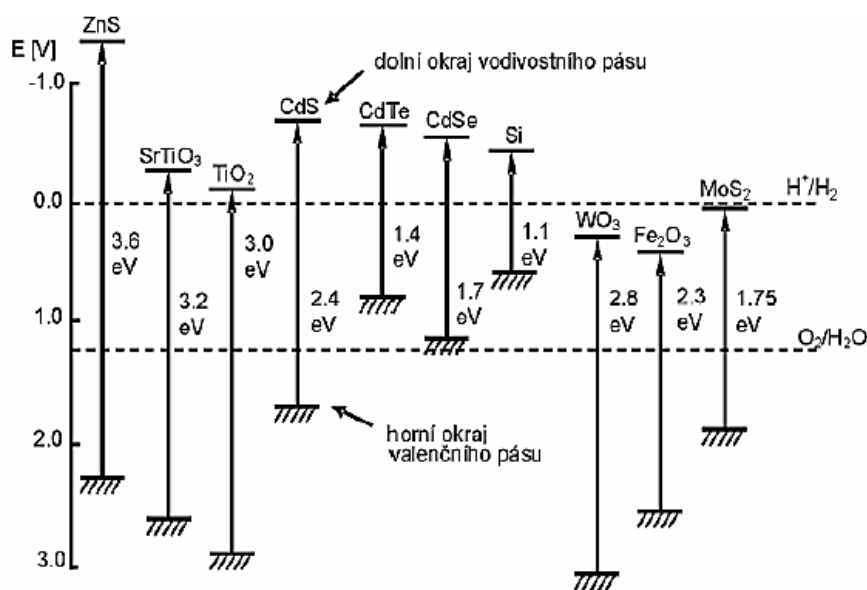 ZnS
E [V]
-1.0
0.0
1.0
2.0
3.0
dolní okraj vodivostního pásu
CdS
CdTe
CdSe
Si
SrTiO3
TiO2
H+/H2
MoS2
WO3
Fe2O3
3.6
eV
3.2
eV
3.0
eV
2.4
eV
1.4
eV
1.7
eV
1.1
eV
2.8
eV
2.3
eV
1.75
eV
O2/H2O
horní okraj
valenčního pásu